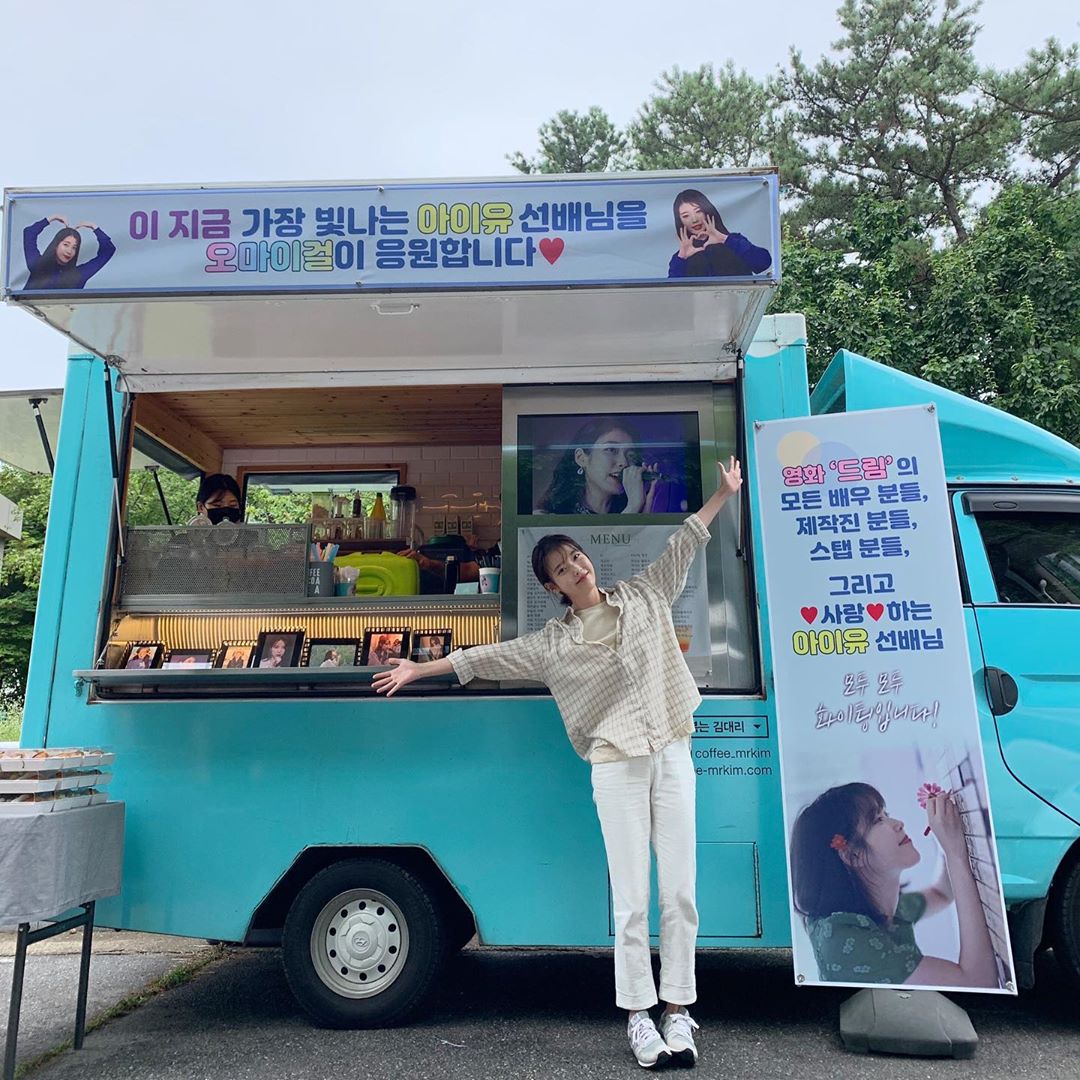 이 지금 가장 빛나는 아이유 선배님을
오마이걸이 응원합니다♥
MENU
영화 '드림'의
모든 배우 분들,
제작진 분들,
스탭 분들,
그리고
♥사랑♥하는
아이유 선배님
모두 모두
화이팅입니다!
는 김대리
coffee_mrkim
e-mrkim.com